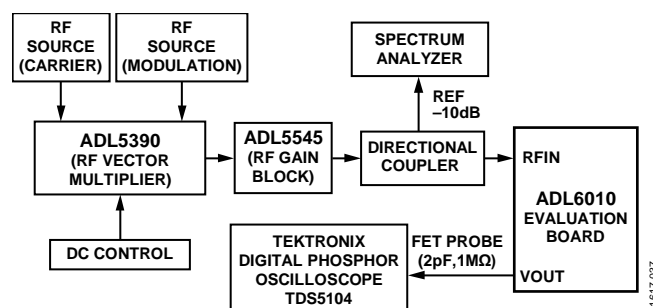 RF
SOURCE
(CARRIER)
RF
SOURCE
(MODULATION)
SPECTRUM
ANALYZER
REF
–10dB
ADL5390
(RF VECTOR
MULTIPLIER)
ADL5545
(RF GAIN
BLOCK)
DIRECTIONAL
COUPLER
RFIN
ADL6010
EVALUATION
BOARD
VOUT
DC CONTROL
TEKTRONIX
DIGITAL PHOSPHOR
OSCILLOSCOPE
TDS5104
FET PROBE
(2pF,1MΩ)